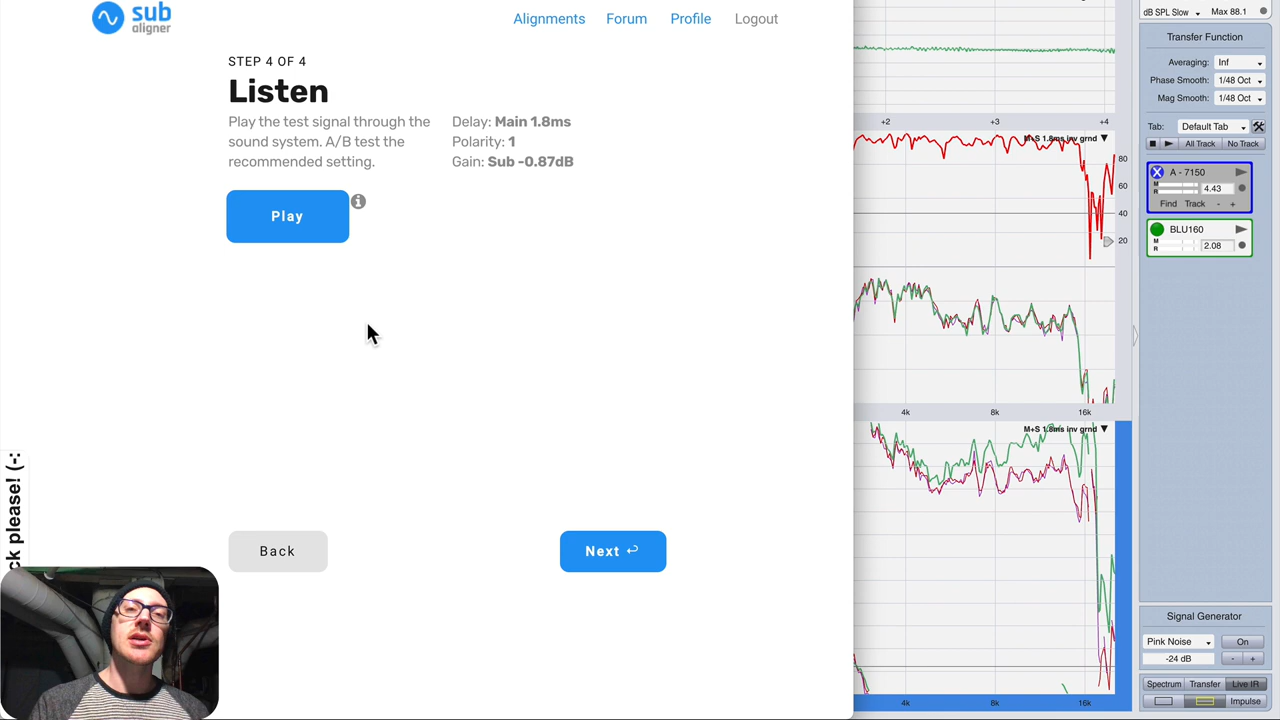 sub
aligner
Alignments Forum Profile Logout
STEP 4 OF 4
Listen
Play the test signal through the
sound system. A/B test the
recommended setting.
Delay: Main 1.8ms
Polarity: 1
Gain: Sub -0.87dB
Play
Back
Next
ck please! (-:
+2 +3 +4
M+S 1.8ms inv grnd
80
60
40
20
4k 8k 16k
M+S 1.8ms inv grnd
4k 8k 16k
dB SPL Slow Max 88.1
Transfer Function
Averaging: Inf
Phase Smooth: 1/48 Oct
Mag Smooth: 1/48 Oct
Tab: Default Tab
All Track No Track
A - 7150
M
R
4.43
Find Track - +
BLU160
M
R
2.08
Signal Generator
Pink Noise On
-24 dB - +
Spectrum Transfer Live IR
Impulse